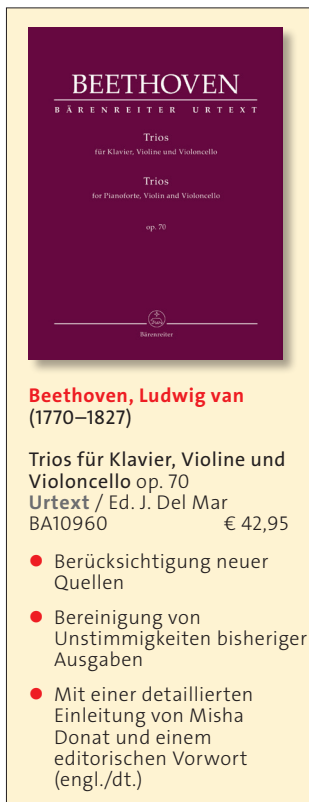 BEETHOVEN
BÄRENREITER URTEXT
Trios
für Klavier, Violine und Violoncello
Trios
for Pianoforte, Violin and Violoncello
op. 70
Bärenreiter
Beethoven, Ludwig van
(1770–1827)
Trios für Klavier, Violine und
Violoncello op. 70
Urtext / Ed. J. Del Mar
BA10960 € 42,95
● Berücksichtigung neuer
Quellen
● Bereinigung von
Unstimmigkeiten bisheriger
Ausgaben
● Mit einer detaillierten
Einleitung von Misha
Donat und einem
editorischen Vorwort
(engl./dt.)